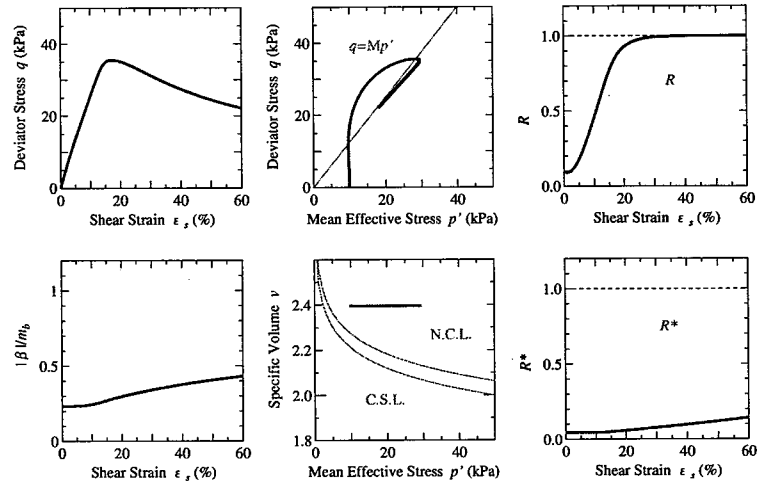 Deviator Stress q (kPa)
40
20
0
0 20 40 60
Shear Strain ε s (%)
Deviator Stress q (kPa)
40
20
0
q=Mp'
0 20 40
Mean Effective Stress p' (kPa)
R
1.0
0.5
0.0
R
0 20 40 60
Shear Strain ε s (%)
|β|/m b
1
0.5
0
0 20 40 60
Shear Strain ε s (%)
Specific Volume v
2.4
2.2
2.0
1.8
N.C.L.
C.S.L.
0 20 40
Mean Effective Stress p' (kPa)
R*
1.0
0.5
0.0
R*
0 20 40 60
Shear Strain ε s (%)